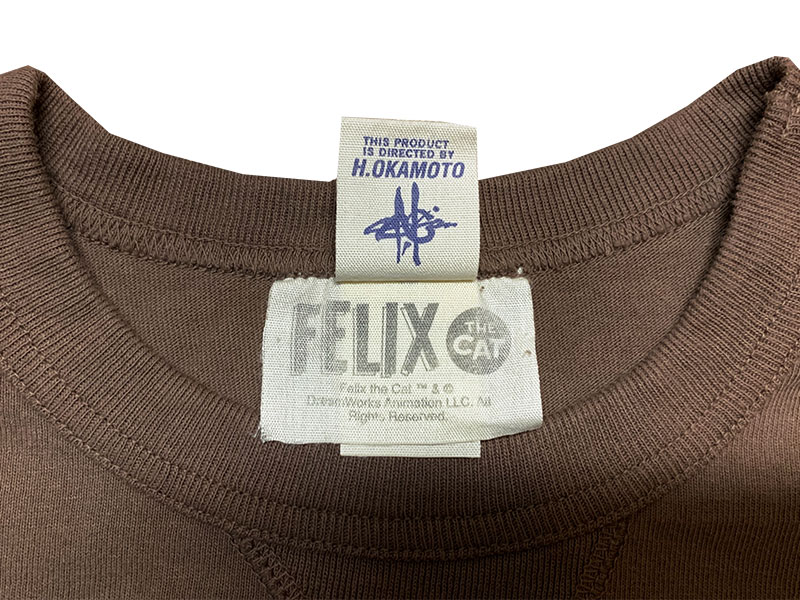 THIS PRODUCT
IS DIRECTED BY
H.OKAMOTO
FELIX
THE
CAT
Felix the Cat ™ & ©
DreamWorks Animation LLC. All
Rights Reserved.